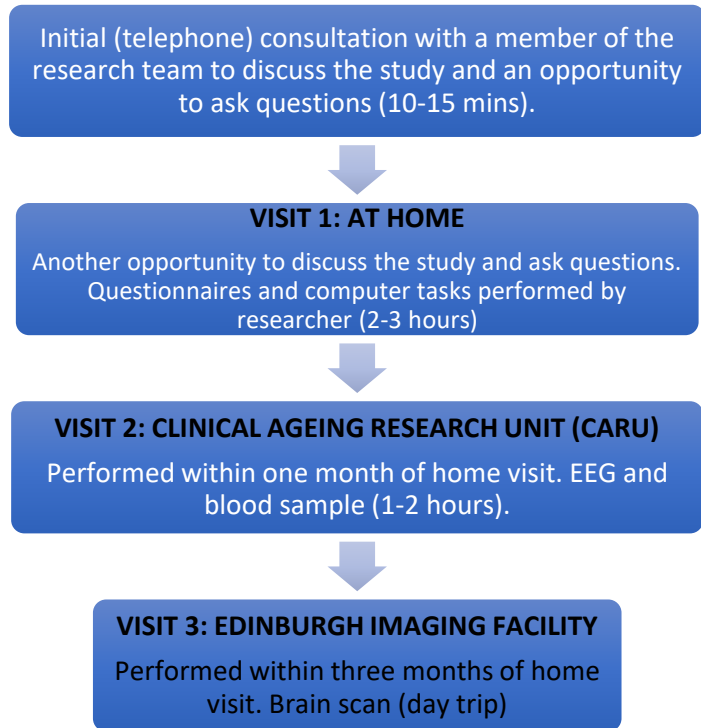 Initial (telephone) consultation with a member of the
research team to discuss the study and an opportunity
to ask questions (10-15 mins).
VISIT 1: AT HOME
Another opportunity to discuss the study and ask questions.
Questionnaires and computer tasks performed by
researcher (2-3 hours)
VISIT 2: CLINICAL AGEING RESEARCH UNIT (CARU)
Performed within one month of home visit. EEG and
blood sample (1-2 hours).
VISIT 3: EDINBURGH IMAGING FACILITY
Performed within three months of home
visit. Brain scan (day trip)